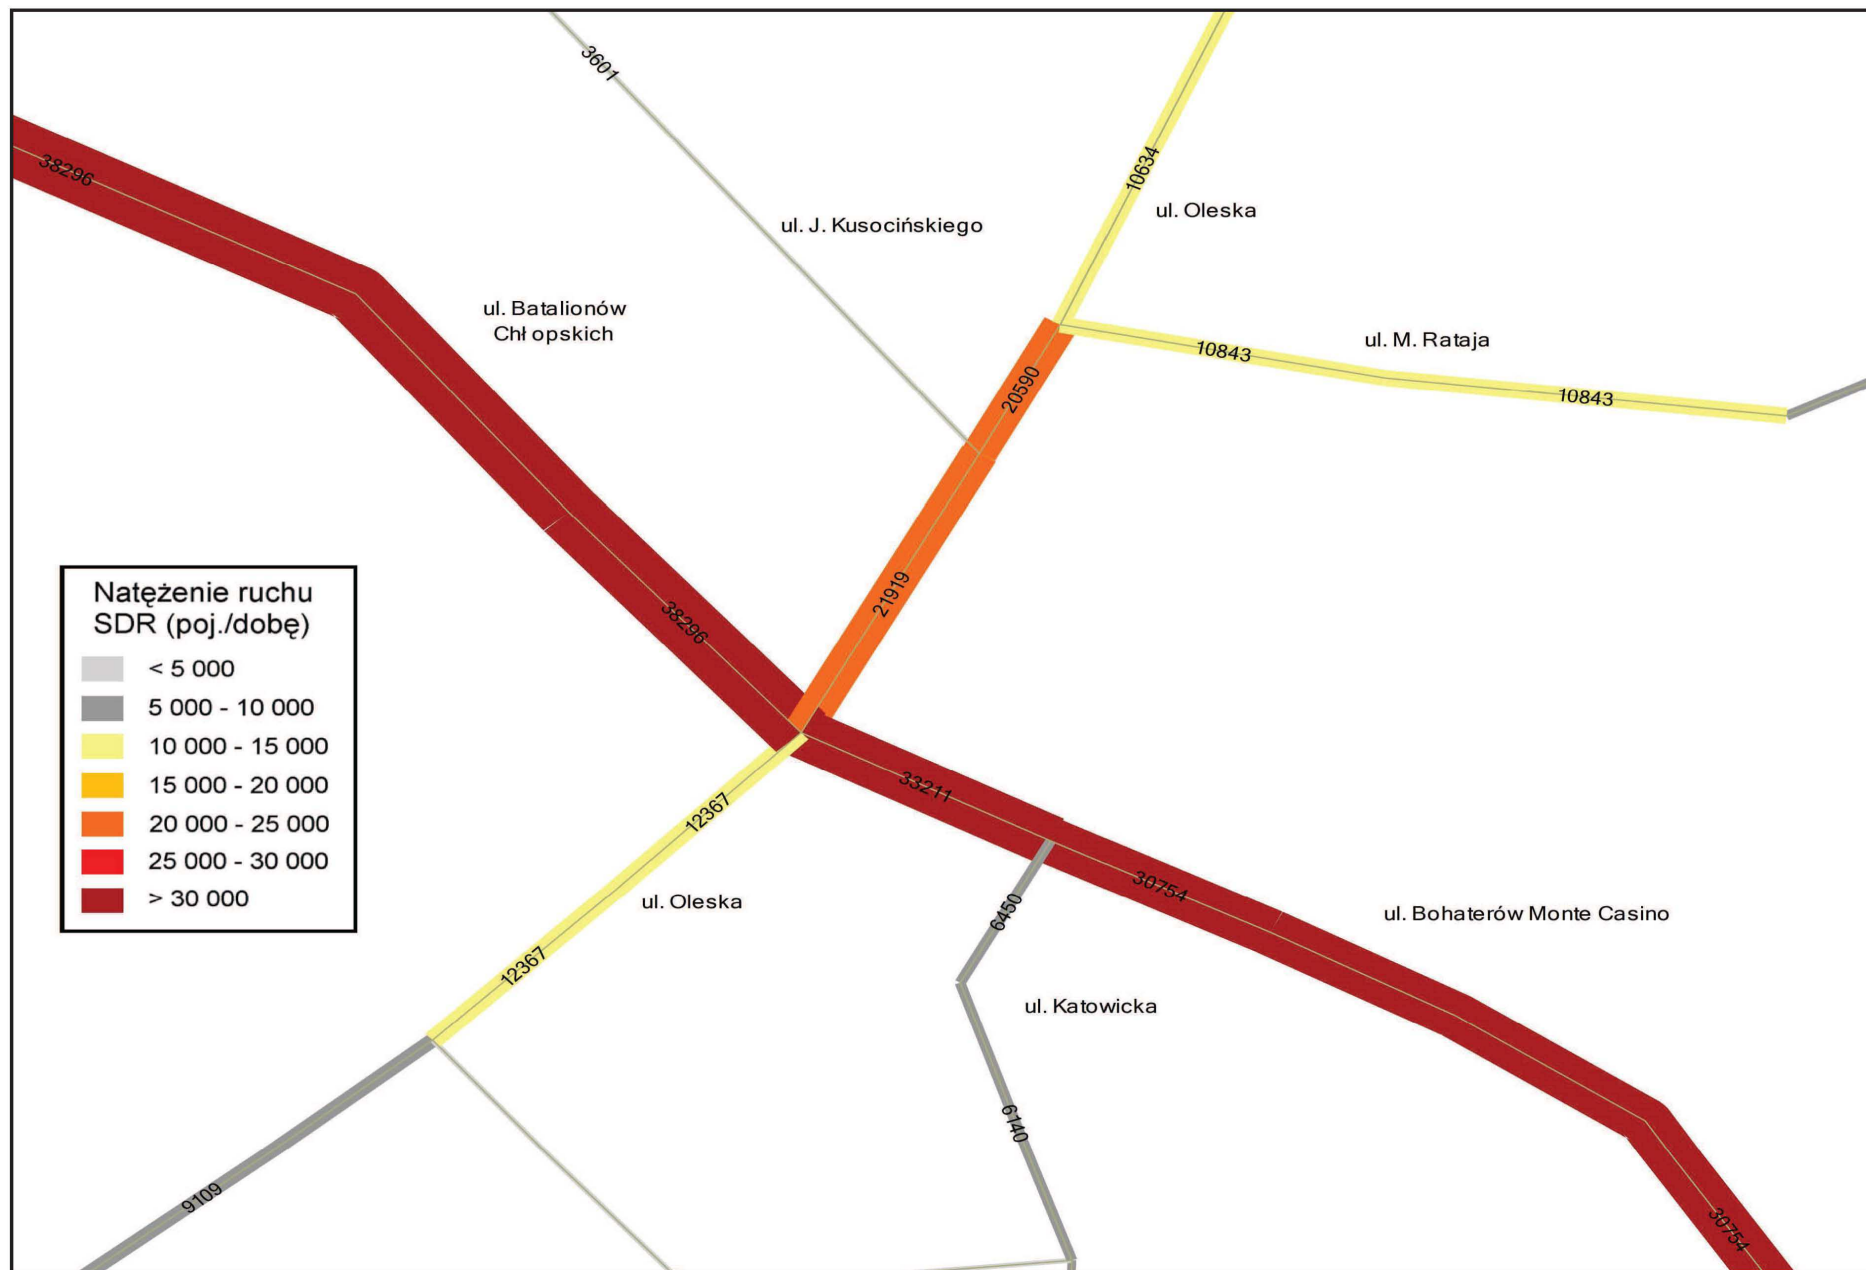 3601
10634
38296
ul. Oleska
ul. J. Kusocińskiego
ul. Batalionów
Chłopskich
ul. M. Rataja
10843
10843
20590
21919
38296
Natężenie ruchu
SDR (poj./dobę)
< 5 000
5 000 - 10 000
10 000 - 15 000
15 000 - 20 000
20 000 - 25 000
25 000 - 30 000
> 30 000
33211
12367
30754
ul. Oleska
6450
ul. Bohaterów Monte Casino
12367
ul. Katowicka
6140
9109
30754